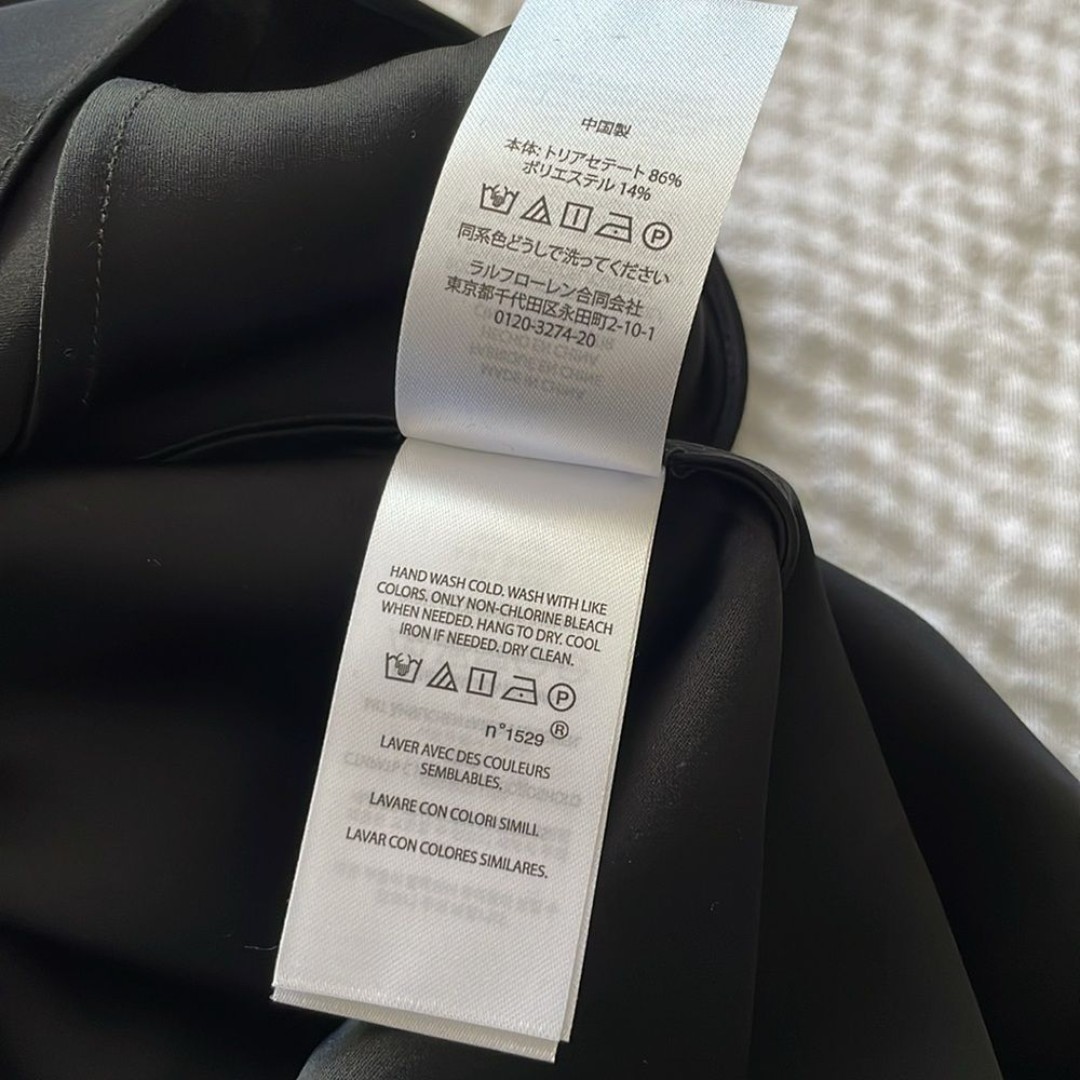 中国製
本体: トリアセテート 86%
ポリエステル 14%
P
同系色どうしで洗ってください
ラルフローレン合同会社
東京都千代田区永田町2-10-1
0120-3274-20
HAND WASH COLD. WASH WITH LIKE
COLORS. ONLY NON-CHLORINE BLEACH
WHEN NEEDED. HANG TO DRY. COOL
IRON IF NEEDED. DRY CLEAN.
P
n°1529 ®
LAVER AVEC DES COULEURS
SEMBLABLES.
LAVARE CON COLORI SIMILI.
LAVAR CON COLORES SIMILARES.